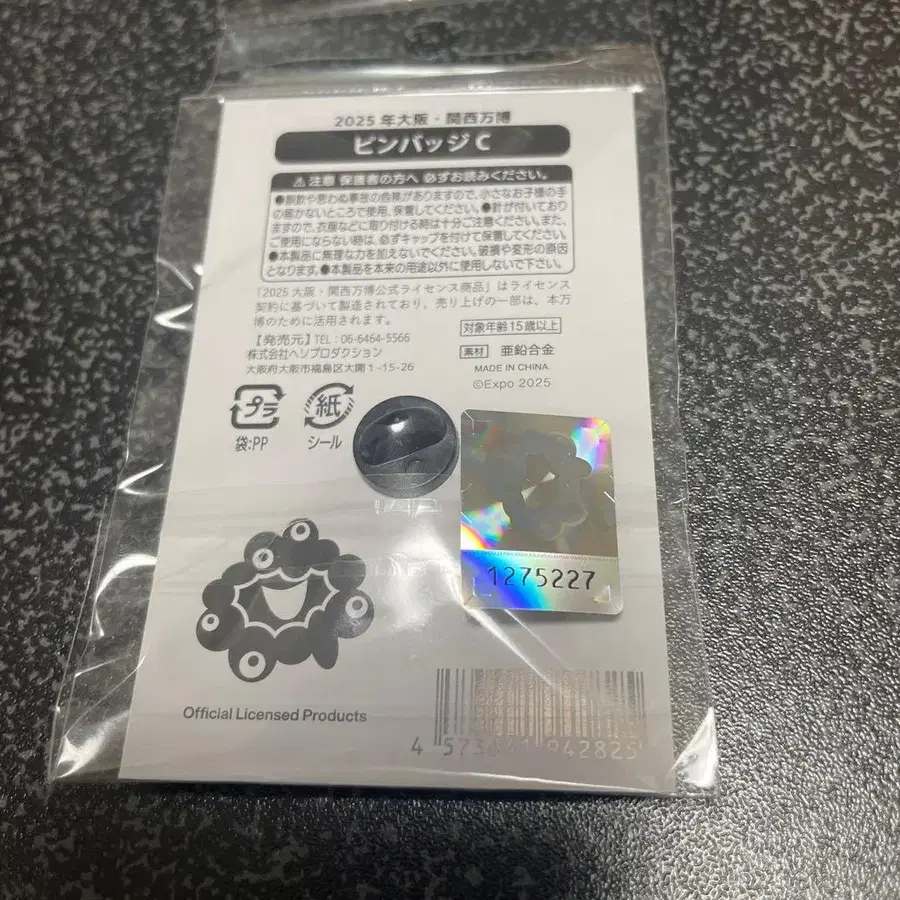 2025年大阪・関西万博
ピンバッジC
⚠注意 保護者の方へ 必ずお読みください。
●誤飲や思わぬ事故の危険がありますので、小さなお子様の手
の届かないところで使用、保管してください。●針が付いており
ますので、衣服などに取り付ける時は十分ご注意ください。また、
ご使用にならない時は、必ずキャップを付けて保管してください。
●本製品に無理な力を加えないでください。破損や変形の原因
となります。●本製品を本来の用途以外に使用しないで下さい。
「2025大阪・関西万博公式ライセンス商品」はライセンス
契約に基づいて製造されており、売り上げの一部は、本万
博のために活用されます。
対象年齢15歳以上
【発売元】TEL:06-6464-5566
株式会社ヘソプロダクション
大阪府大阪市福島区大開1-15-26
素材 亜鉛合金
MADE IN CHINA
©Expo 2025
プラ
袋:PP
紙
シール
1275227
Official Licensed Products
4 942825